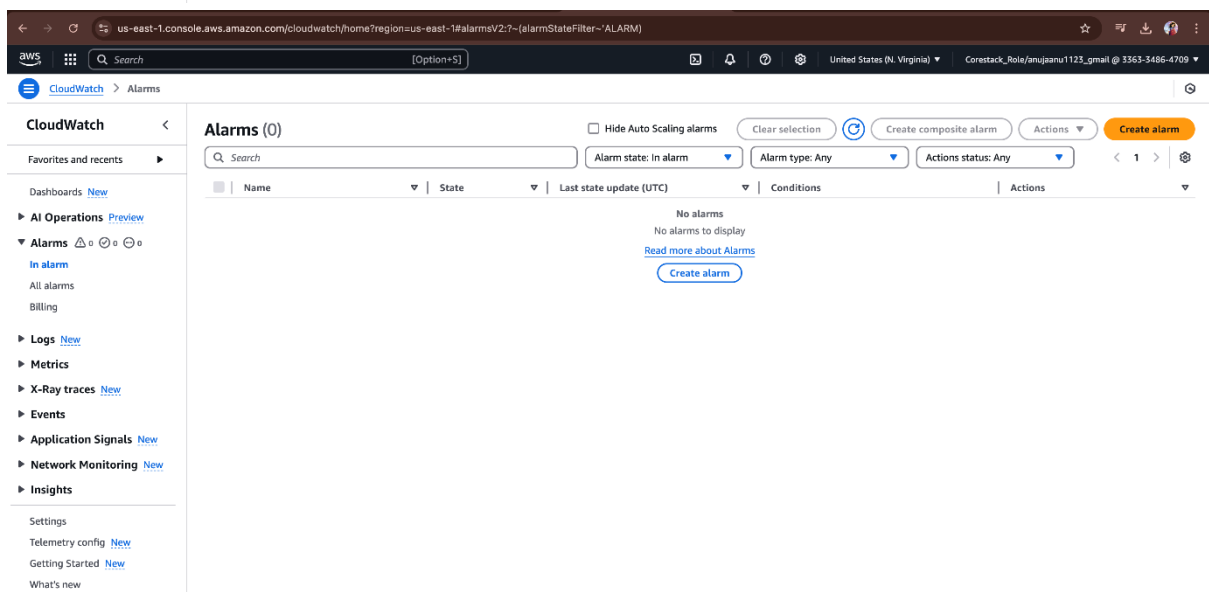 us-east-1.console.aws.amazon.com/cloudwatch/home?region=us-east-1#alarmsV2:?~(alarmStateFilter~'ALARM)
aws Search [Option+S] United States (N. Virginia) Corestack_Role/anujaanu1123_gmail @ 3363-3486-4709
CloudWatch > Alarms
CloudWatch
Favorites and recents
Dashboards New
AI Operations Preview
Alarms 0 0 0
In alarm
All alarms
Billing
Logs New
Metrics
X-Ray traces New
Events
Application Signals New
Network Monitoring New
Insights
Settings
Telemetry config New
Getting Started New
What's new
Alarms (0) Hide Auto Scaling alarms Clear selection Create composite alarm Actions Create alarm
Search Alarm state: In alarm Alarm type: Any Actions status: Any < 1 >
Name State Last state update (UTC) Conditions Actions
No alarms
No alarms to display
Read more about Alarms
Create alarm